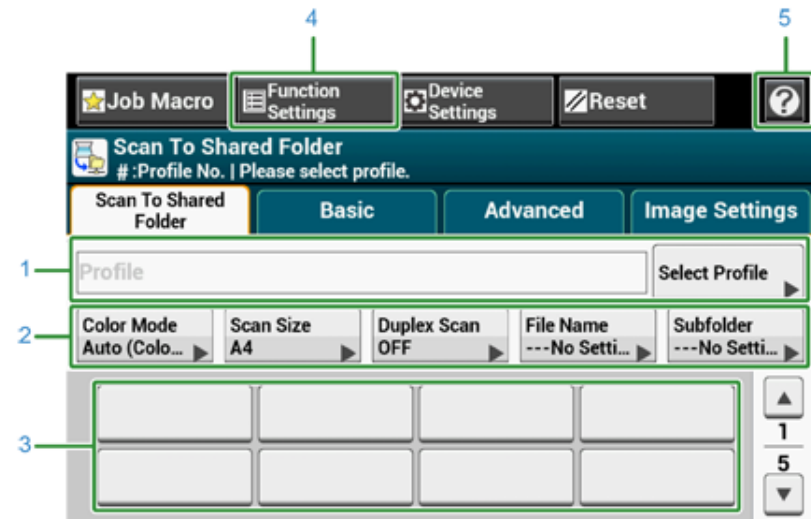 4 5
Job Macro Function Settings Device Settings Reset ?
Scan To Shared Folder
# :Profile No. | Please select profile.
Scan To Shared Folder Basic Advanced Image Settings
1 Profile Select Profile
2 Color Mode Scan Size Duplex Scan File Name Subfolder
Auto (Colo... A4 OFF ---No Setti... ---No Setti...
3
1
5